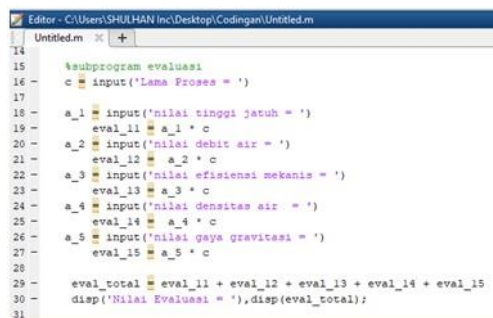 Editor - C:\Users\SHULHAN Inc\Desktop\Codingan\Untitled.m
Untitled.m × +
14
15 %subprogram evaluasi
16 - c = input('Lama Proses = ')
17
18 - a_1 = input('nilai tinggi jatuh = ')
19 - eval_11 = a_1 * c
20 - a_2 = input('nilai debit air = ')
21 - eval_12 = a_2 * c
22 - a_3 = input('nilai efisiensi mekanis = ')
23 - eval_13 = a_3 * c
24 - a_4 = input('nilai densitas air = ')
25 - eval_14 = a_4 * c
26 - a_5 = input('nilai gaya gravitasi = ')
27 - eval_15 = a_5 * c
28
29 - eval_total = eval_11 + eval_12 + eval_13 + eval_14 + eval_15
30 - disp('Nilai Evaluasi = '),disp(eval_total);
31